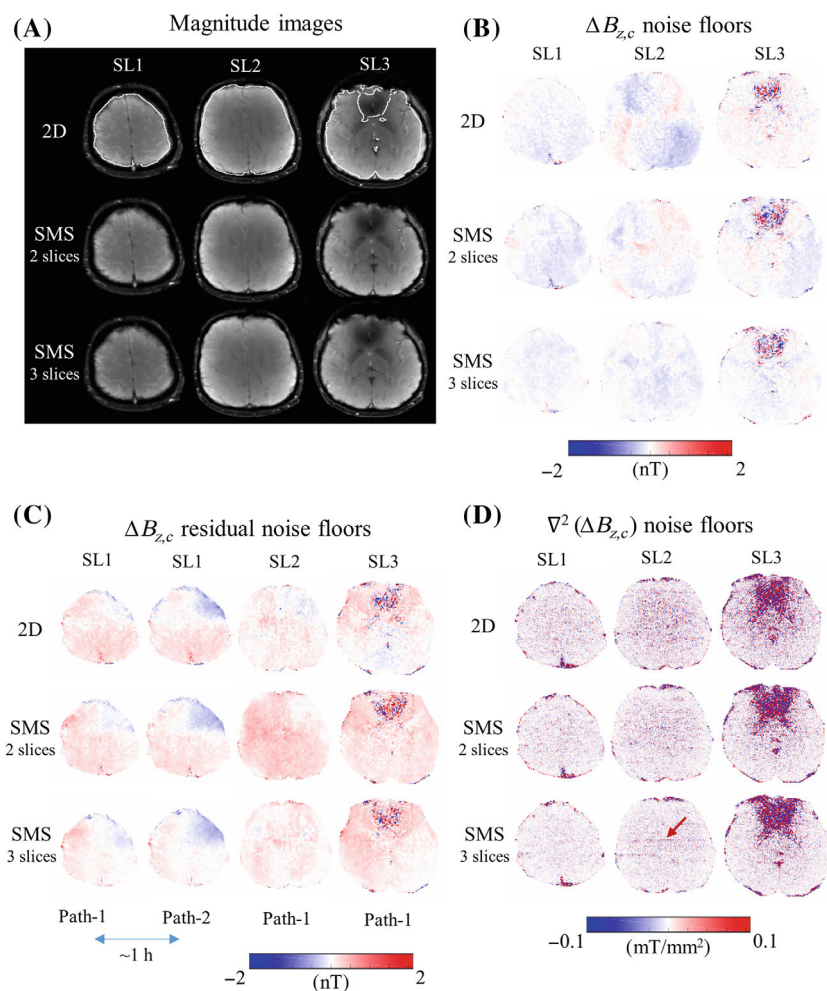 (A)
Magnitude images
SL1 SL2 SL3
2D
SMS
2 slices
SMS
3 slices
(B)
ΔB_{z,c} noise floors
SL1 SL2 SL3
2D
SMS
2 slices
SMS
3 slices
−2 (nT) 2
(C)
ΔB_{z,c} residual noise floors
SL1 SL1 SL2 SL3
2D
SMS
2 slices
SMS
3 slices
Path-1 Path-2 Path-1 Path-1
~1 h
−2 (nT) 2
(D)
∇² (ΔB_{z,c}) noise floors
SL1 SL2 SL3
2D
SMS
2 slices
SMS
3 slices
−0.1 (mT/mm²) 0.1